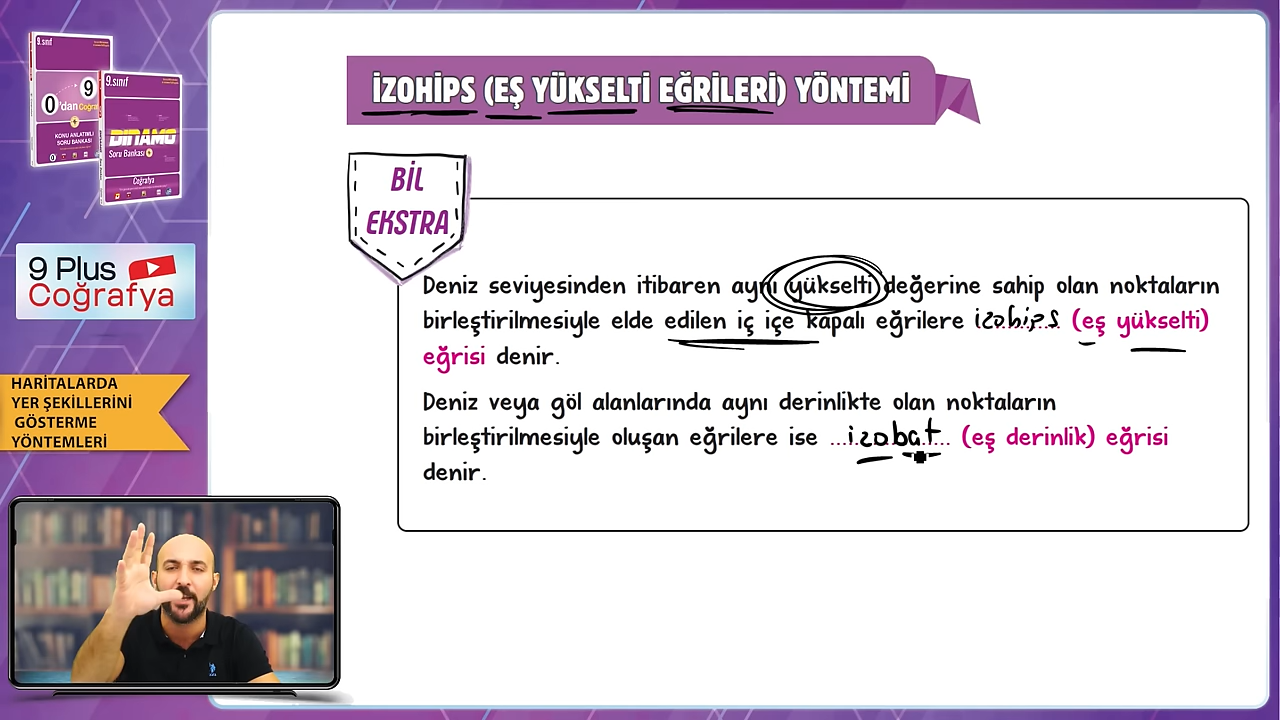 9.sınıf
0'dan 9
Coğrafya
KONU ANLATIMLI
SORU BANKASI
9.sınıf
DİNAMO
Soru Bankası
Coğrafya
9 Plus
Coğrafya
HARİTALARDA
YER ŞEKİLLERİNİ
GÖSTERME
YÖNTEMLERİ
İZOHİPS (EŞ YÜKSELTİ EĞRİLERİ) YÖNTEMİ
BİL
EKSTRA
Deniz seviyesinden itibaren aynı yükselti değerine sahip olan noktaların
birleştirilmesiyle elde edilen iç içe kapalı eğrilere izohips (eş yükselti)
eğrisi denir.
Deniz veya göl alanlarında aynı derinlikte olan noktaların
birleştirilmesiyle oluşan eğrilere ise izobat (eş derinlik) eğrisi
denir.